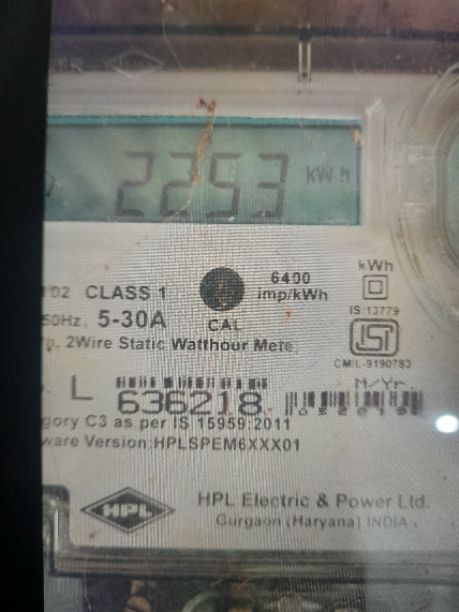 2253 kWh
6400
imp/kWh
kWh
IS:13779
CLASS 1
50Hz, 5-30A
CAL
2Wire Static Watthour Mete
CM/L-9190783
L
M/Yr.
636218
gory C3 as per IS 15959:2011
ware Version:HPLSPEM6XXX01
HPL
HPL Electric & Power Ltd.
Gurgaon (Haryana) INDIA